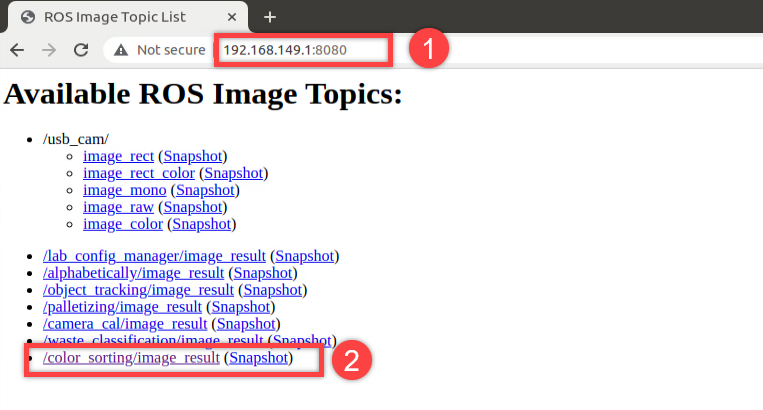 ROS Image Topic List
Not secure 192.168.149.1:8080
1
Available ROS Image Topics:
/usb_cam/
image_rect (Snapshot)
image_rect_color (Snapshot)
image_mono (Snapshot)
image_raw (Snapshot)
image_color (Snapshot)
/lab_config_manager/image_result (Snapshot)
/alphabetically/image_result (Snapshot)
/object_tracking/image_result (Snapshot)
/palletizing/image_result (Snapshot)
/camera_cal/image_result (Snapshot)
/waste_classification/image_result (Snapshot)
/color_sorting/image_result (Snapshot)
2